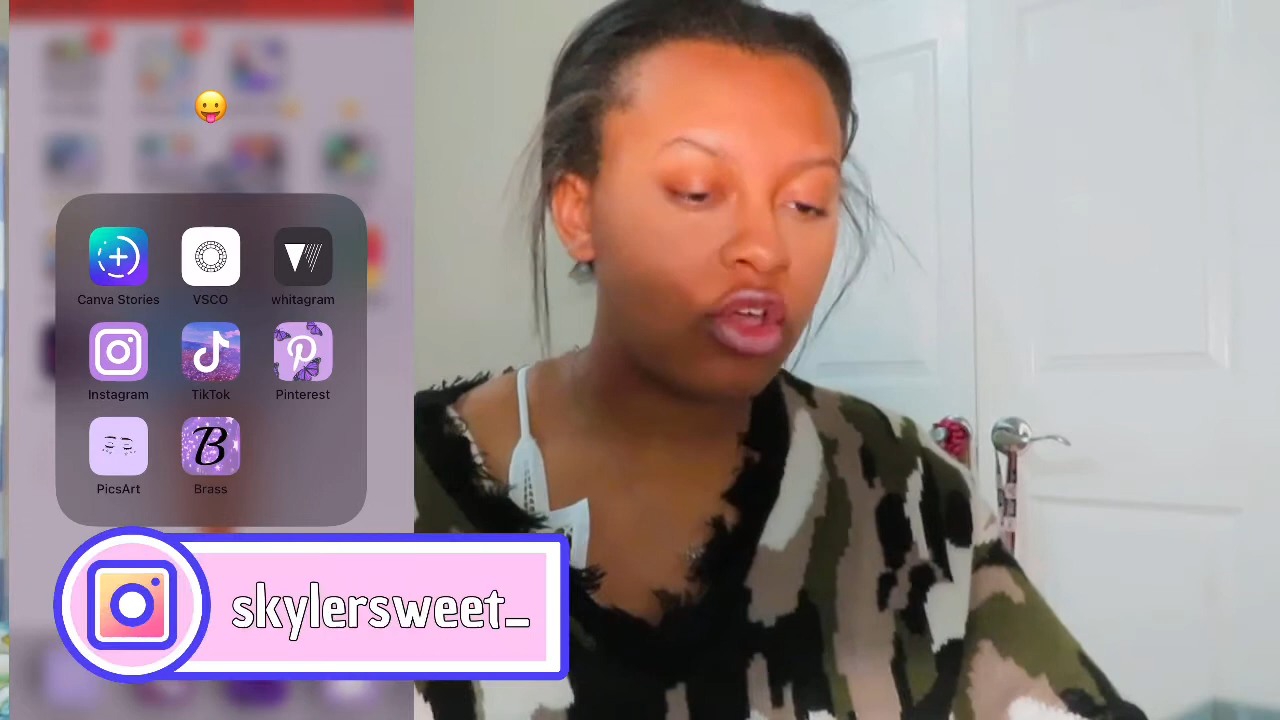 😛
Canva Stories
VSCO
whitagram
Instagram
TikTok
Pinterest
PicsArt
B
Brass
skylersweet_